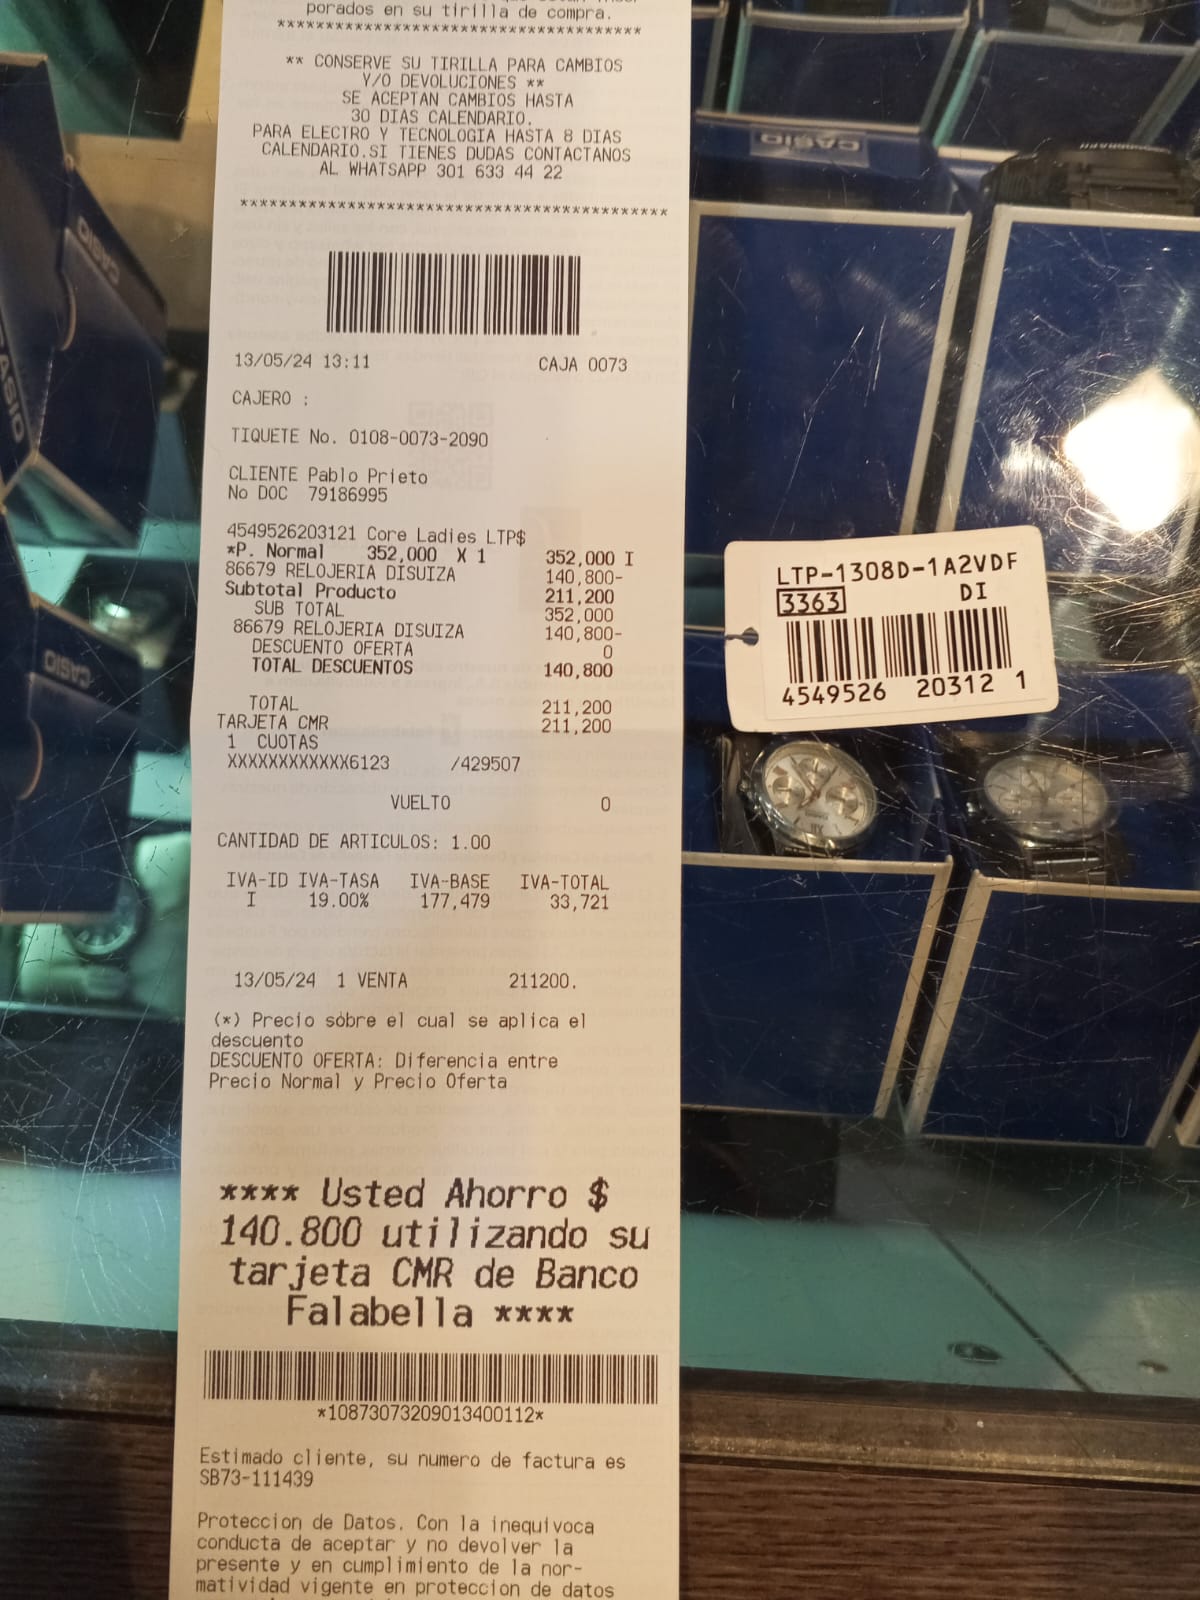 porados en su tirilla de compra.
********************************************
** CONSERVE SU TIRILLA PARA CAMBIOS
Y/O DEVOLUCIONES **
SE ACEPTAN CAMBIOS HASTA
30 DIAS CALENDARIO.
PARA ELECTRO Y TECNOLOGIA HASTA 8 DIAS
CALENDARIO.SI TIENES DUDAS CONTACTANOS
AL WHATSAPP 301 633 44 22
********************************************
13/05/24 13:11 CAJA 0073
CAJERO :
TIQUETE No. 0108-0073-2090
CLIENTE Pablo Prieto
No DOC 79186995
4549526203121 Core Ladies LTP$
*P. Normal 352,000 X 1 352,000 I
86679 RELOJERIA DISUIZA 140,800-
Subtotal Producto 211,200
SUB TOTAL 352,000
86679 RELOJERIA DISUIZA 140,800-
DESCUENTO OFERTA 0
TOTAL DESCUENTOS 140,800
TOTAL 211,200
TARJETA CMR 211,200
1 CUOTAS
XXXXXXXXXXXX6123 /429507
VUELTO 0
CANTIDAD DE ARTICULOS: 1.00
IVA-ID IVA-TASA IVA-BASE IVA-TOTAL
I 19.00% 177,479 33,721
13/05/24 1 VENTA 211200.
(*) Precio sobre el cual se aplica el
descuento
DESCUENTO OFERTA: Diferencia entre
Precio Normal y Precio Oferta
**** Usted Ahorro $
140.800 utilizando su
tarjeta CMR de Banco
Falabella ****
*10873073209013400112*
Estimado cliente, su numero de factura es
SB73-111439
Proteccion de Datos. Con la inequivoca
conducta de aceptar y no devolver la
presente y en cumplimiento de la nor-
matividad vigente en proteccion de datos
LTP-1308D-1A2VDF
3363 DI
4549526 20312 1
CASIO
CASIO
CASIO
CASIO